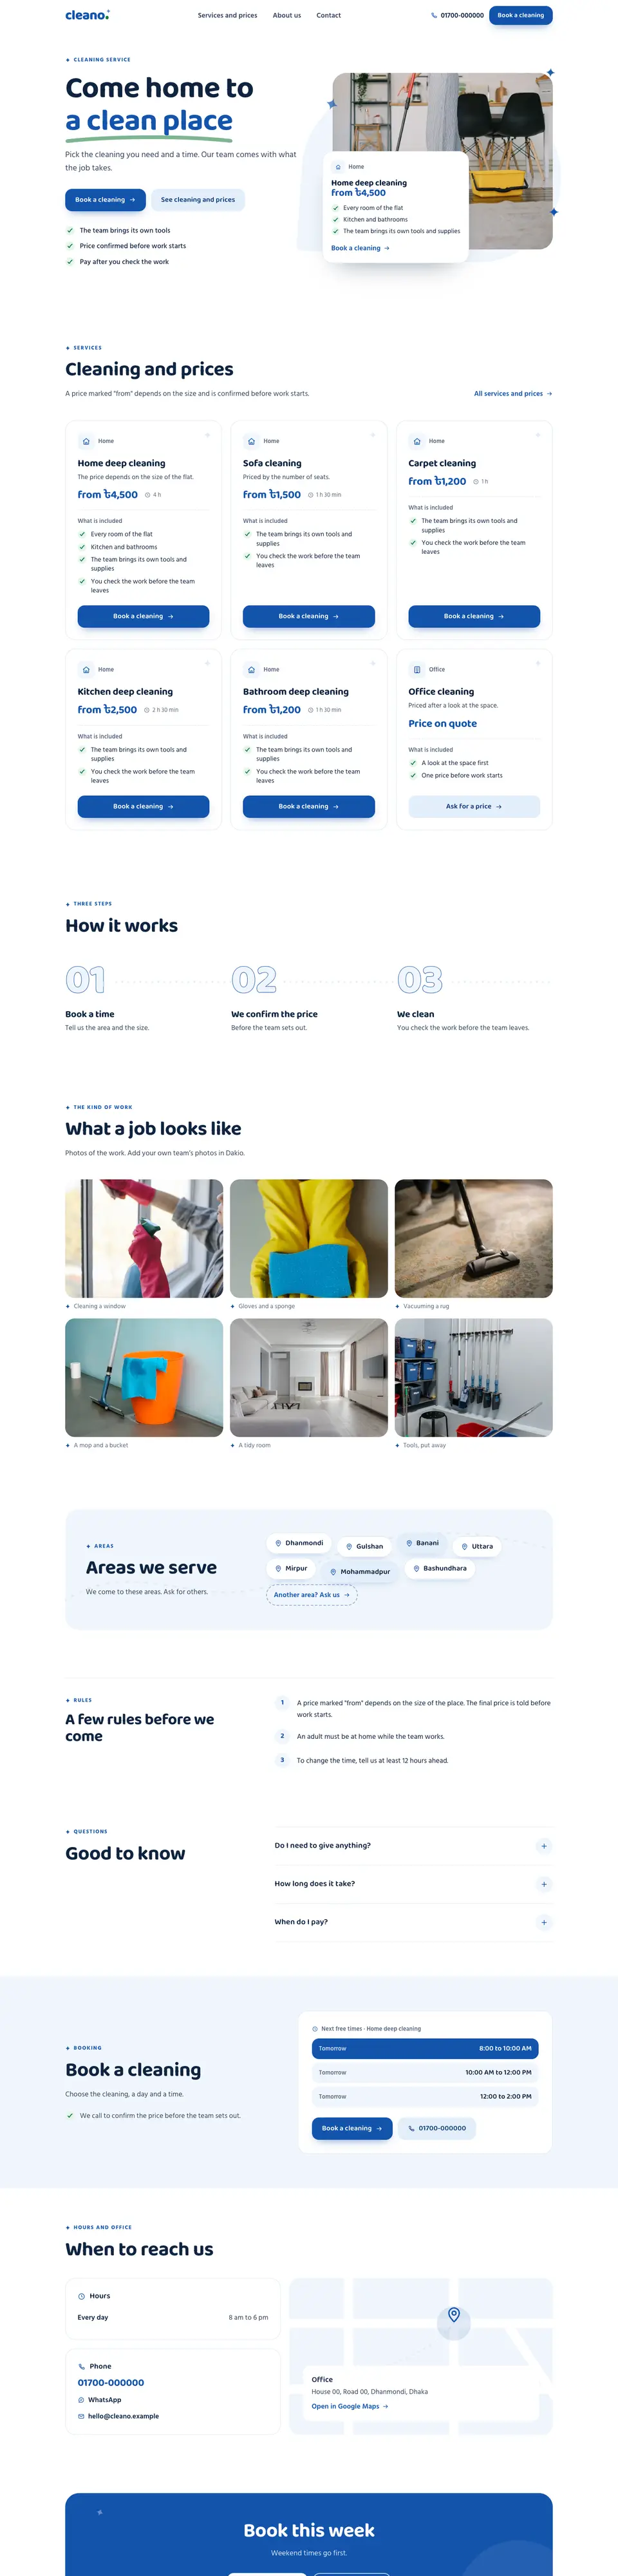 cleano.
Services and prices
About us
Contact
01700-000000
Book a cleaning
CLEANING SERVICE
Come home to
a clean place
Pick the cleaning you need and a time. Our team comes with what
the job takes.
Book a cleaning
See cleaning and prices
The team brings its own tools
Price confirmed before work starts
Pay after you check the work
Home
Home deep cleaning
from ৳4,500
Every room of the flat
Kitchen and bathrooms
The team brings its own tools and supplies
Book a cleaning
SERVICES
Cleaning and prices
A price marked "from" depends on the size and is confirmed before work starts.
All services and prices
Home
Home deep cleaning
The price depends on the size of the flat.
from ৳4,500
4 h
What is included
Every room of the flat
Kitchen and bathrooms
The team brings its own tools and
supplies
You check the work before the team
leaves
Book a cleaning
Home
Sofa cleaning
Priced by the number of seats.
from ৳1,500
1 h 30 min
What is included
The team brings its own tools and
supplies
You check the work before the team
leaves
Book a cleaning
Home
Carpet cleaning
from ৳1,200
1 h
What is included
The team brings its own tools and
supplies
You check the work before the team
leaves
Book a cleaning
Home
Kitchen deep cleaning
from ৳2,500
2 h 30 min
What is included
The team brings its own tools and
supplies
You check the work before the team
leaves
Book a cleaning
Home
Bathroom deep cleaning
from ৳1,200
1 h 30 min
What is included
The team brings its own tools and
supplies
You check the work before the team
leaves
Book a cleaning
Office
Office cleaning
Priced after a look at the space.
Price on quote
What is included
A look at the space first
One price before work starts
Ask for a price
THREE STEPS
How it works
01
Book a time
Tell us the area and the size.
02
We confirm the price
Before the team sets out.
03
We clean
You check the work before the team leaves.
THE KIND OF WORK
What a job looks like
Photos of the work. Add your own team's photos in Dakio.
Cleaning a window
Gloves and a sponge
Vacuuming a rug
A mop and a bucket
A tidy room
Tools, put away
AREAS
Areas we serve
We come to these areas. Ask for others.
Dhanmondi
Gulshan
Banani
Uttara
Mirpur
Mohammadpur
Bashundhara
Another area? Ask us
RULES
A few rules before we
come
1 A price marked "from" depends on the size of the place. The final price is told before
work starts.
2 An adult must be at home while the team works.
3 To change the time, tell us at least 12 hours ahead.
QUESTIONS
Good to know
Do I need to give anything?
How long does it take?
When do I pay?
BOOKING
Book a cleaning
Choose the cleaning, a day and a time.
We call to confirm the price before the team sets out.
Next free times · Home deep cleaning
Tomorrow 8:00 to 10:00 AM
Tomorrow 10:00 AM to 12:00 PM
Tomorrow 12:00 to 2:00 PM
Book a cleaning
01700-000000
HOURS AND OFFICE
When to reach us
Hours
Every day 8 am to 6 pm
Phone
01700-000000
WhatsApp
hello@cleano.example
Office
House 00, Road 00, Dhanmondi, Dhaka
Open in Google Maps
Book this week
Weekend times go first.